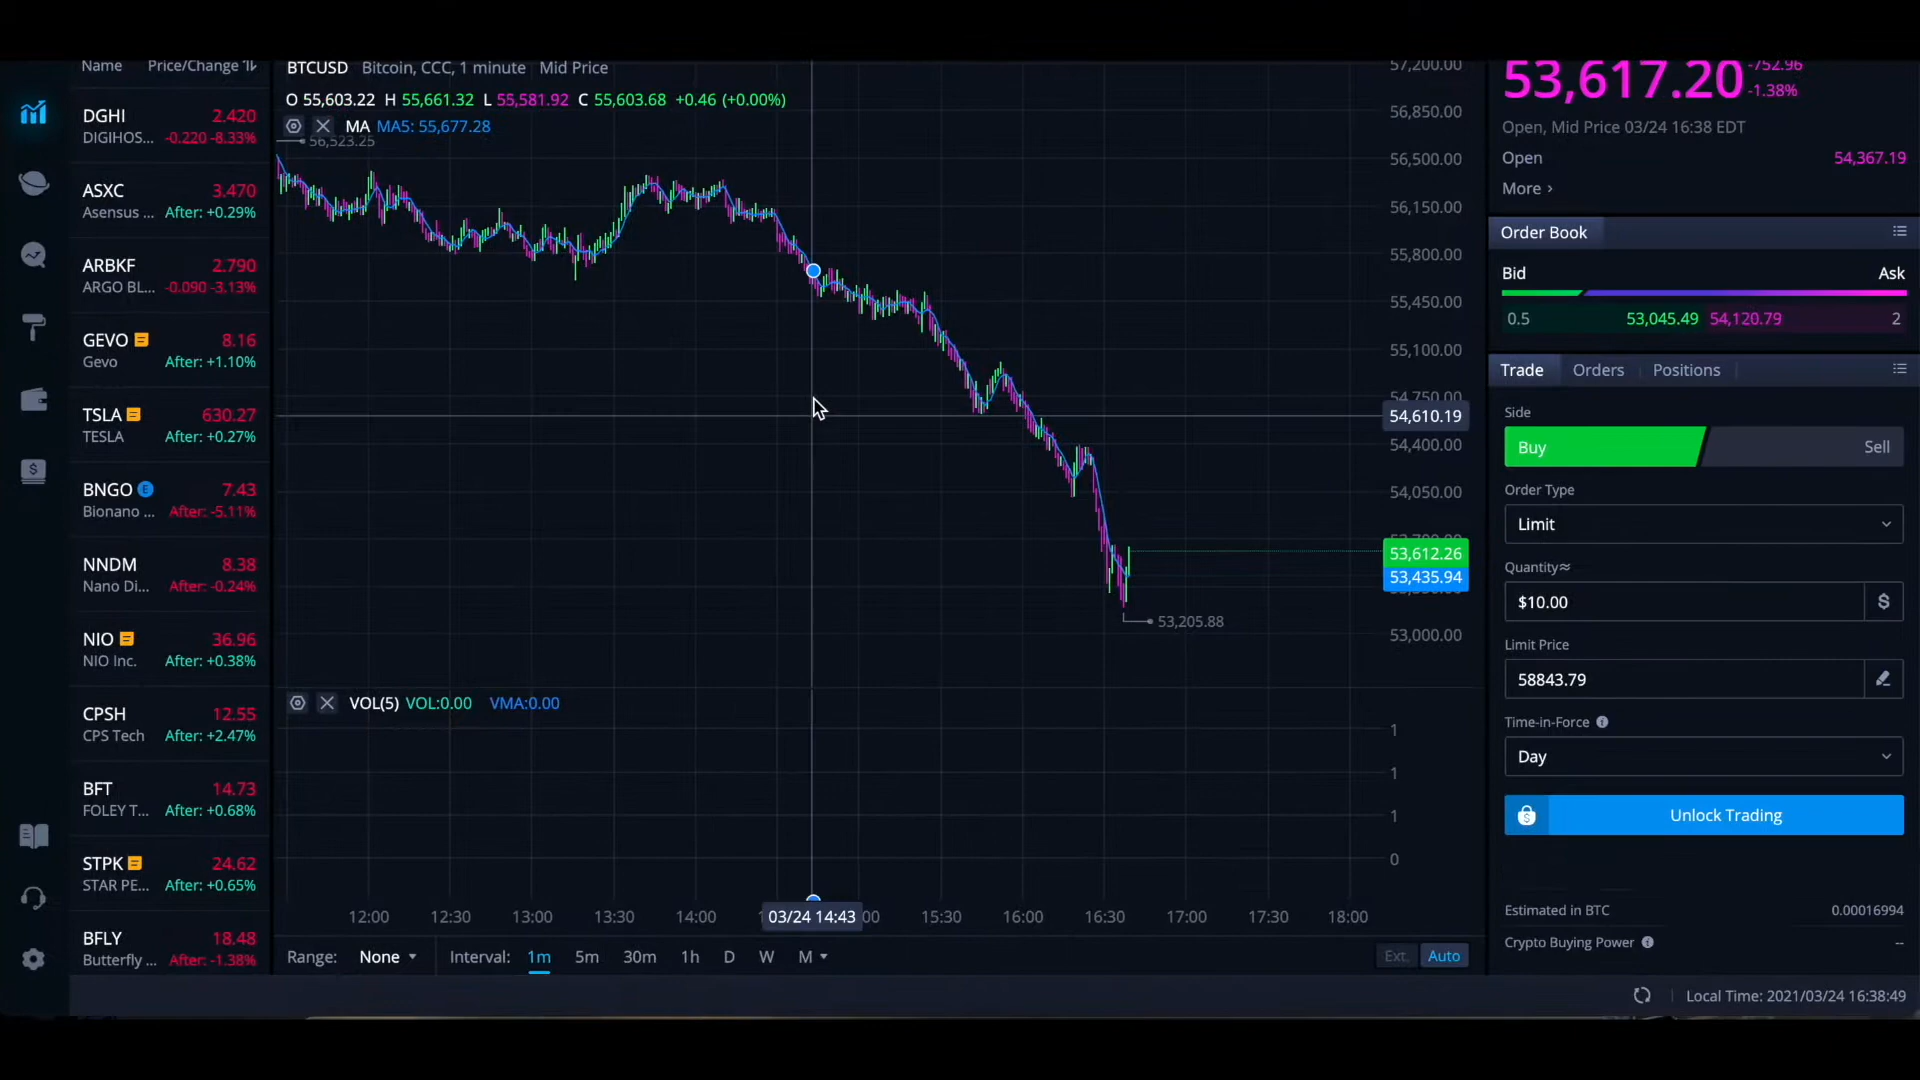 Name Price/Change
DGHI 2.420
DIGIHOS... -0.220 -8.33%
ASXC 3.470
Asensus ... After: +0.29%
ARBKF 2.790
ARGO BL... -0.090 -3.13%
GEVO 8.16
Gevo After: +1.10%
TSLA 630.27
TESLA After: +0.27%
BNGO E 7.43
Bionano ... After: -5.11%
NNDM 8.38
Nano Di... After: -0.24%
NIO 36.96
NIO Inc. After: +0.38%
CPSH 12.55
CPS Tech After: +2.47%
BFT 14.73
FOLEY T... After: +0.68%
STPK 24.62
STAR PE... After: +0.65%
BFLY 18.48
Butterfly ... After: -1.38%
BTCUSD Bitcoin, CCC, 1 minute Mid Price
O 55,603.22 H 55,661.32 L 55,581.92 C 55,603.68 +0.46 (+0.00%)
MA MA5: 55,677.28
56,523.25
57,200.00
56,850.00
56,500.00
56,150.00
55,800.00
55,450.00
55,100.00
54,750.00
54,610.19
54,400.00
54,050.00
53,612.26
53,435.94
53,205.88
53,000.00
VOL(5) VOL:0.00 VMA:0.00
1
1
1
0
12:00 12:30 13:00 13:30 14:00 03/24 14:43 15:30 16:00 16:30 17:00 17:30 18:00
Range: None Interval: 1m 5m 30m 1h D W M Ext. Auto
53,617.20 -752.96
-1.38%
Open, Mid Price 03/24 16:38 EDT
Open 54,367.19
More ›
Order Book
Bid Ask
0.5 53,045.49 54,120.79 2
Trade Orders Positions
Side
Buy Sell
Order Type
Limit
Quantity≈
$10.00 $
Limit Price
58843.79
Time-in-Force
Day
Unlock Trading
Estimated in BTC 0.00016994
Crypto Buying Power --
Local Time: 2021/03/24 16:38:49